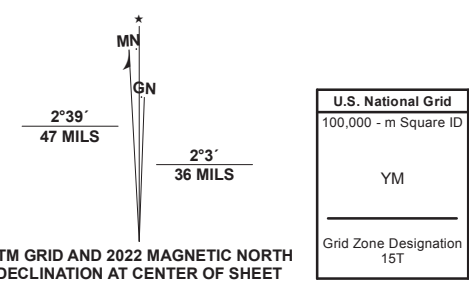 MN
GN
2°39´
47 MILS
2°3´
36 MILS
TM GRID AND 2022 MAGNETIC NORTH
DECLINATION AT CENTER OF SHEET
U.S. National Grid
100,000 - m Square ID
YM
Grid Zone Designation
15T